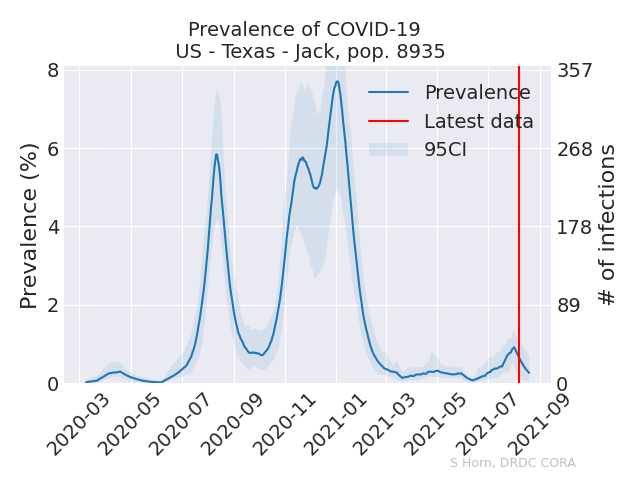 Prevalence of COVID-19
US - Texas - Jack, pop. 8935
Prevalence (%)
8
6
4
2
0
357
268
178
89
0
# of infections
Prevalence
Latest data
95CI
2020-03
2020-05
2020-07
2020-09
2020-11
2021-01
2021-03
2021-05
2021-07
2021-09
S Horn, DRDC CORA